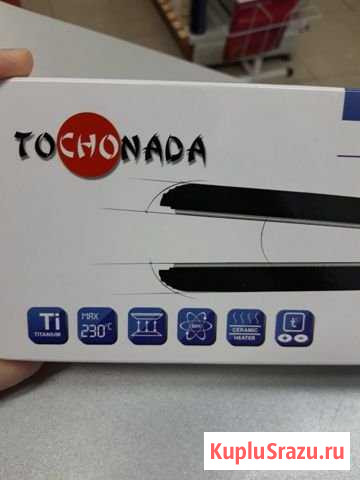 TOCHONADA
Ti
TITANIUM
MAX
230°C
CERAMIC
HEATER
t°
KupluSrazu.ru